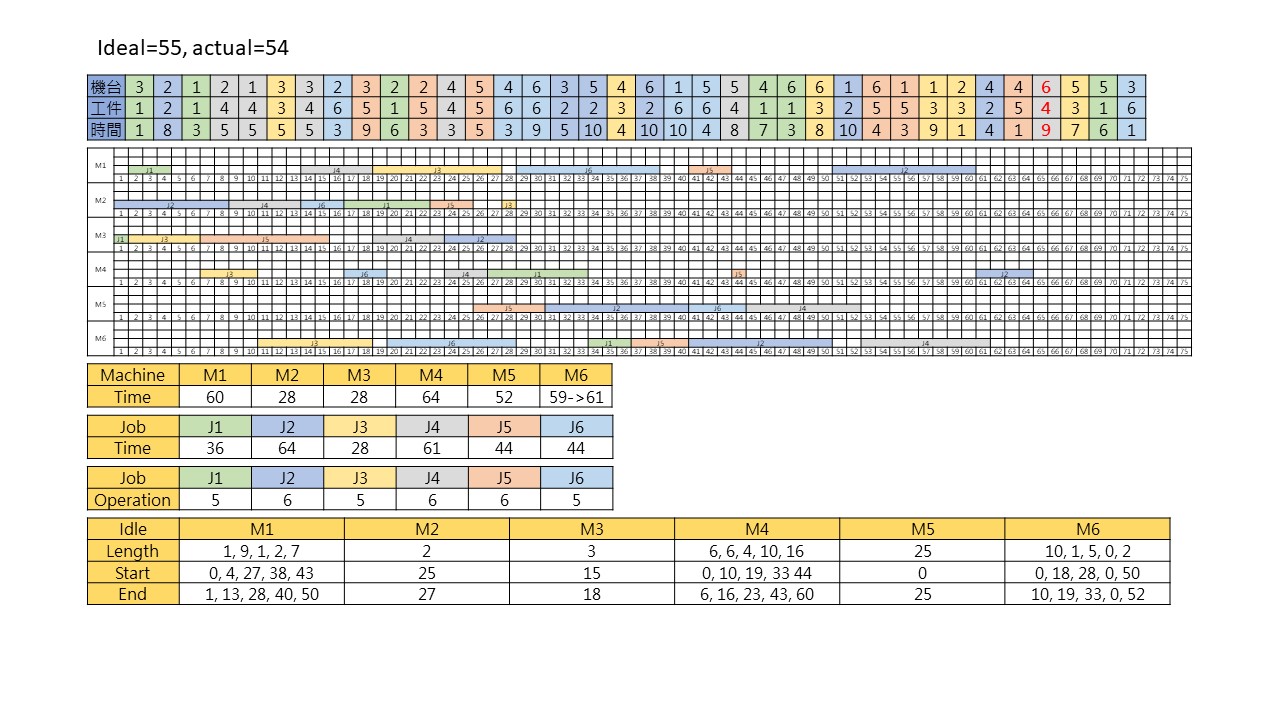 Ideal=55, actual=54
機台 3 2 1 2 1 3 3 2 3 2 2 4 5 4 6 3 5 4 6 1 5 5 4 6 6 1 6 1 1 2 4 4 6 5 5 3
工件 1 2 1 4 4 3 4 6 5 1 5 4 5 6 6 2 2 3 2 6 6 4 1 1 3 2 5 5 3 3 2 5 4 3 1 6
時間 1 8 3 5 5 5 5 3 9 6 3 3 5 3 9 5 10 4 10 10 4 8 7 3 8 10 4 3 9 1 4 1 9 7 6 1
M1 J1 J4 J3 J6 J5 J2
1 2 3 4 5 6 7 8 9 10 11 12 13 14 15 16 17 18 19 20 21 22 23 24 25 26 27 28 29 30 31 32 33 34 35 36 37 38 39 40 41 42 43 44 45 46 47 48 49 50 51 52 53 54 55 56 57 58 59 60 61 62 63 64 65 66 67 68 69 70 71 72 73 74 75
M2 J2 J4 J6 J1 J5 J3
1 2 3 4 5 6 7 8 9 10 11 12 13 14 15 16 17 18 19 20 21 22 23 24 25 26 27 28 29 30 31 32 33 34 35 36 37 38 39 40 41 42 43 44 45 46 47 48 49 50 51 52 53 54 55 56 57 58 59 60 61 62 63 64 65 66 67 68 69 70 71 72 73 74 75
M3 J1 J3 J5 J4 J2
1 2 3 4 5 6 7 8 9 10 11 12 13 14 15 16 17 18 19 20 21 22 23 24 25 26 27 28 29 30 31 32 33 34 35 36 37 38 39 40 41 42 43 44 45 46 47 48 49 50 51 52 53 54 55 56 57 58 59 60 61 62 63 64 65 66 67 68 69 70 71 72 73 74 75
M4 J3 J6 J4 J1 J5 J2
1 2 3 4 5 6 7 8 9 10 11 12 13 14 15 16 17 18 19 20 21 22 23 24 25 26 27 28 29 30 31 32 33 34 35 36 37 38 39 40 41 42 43 44 45 46 47 48 49 50 51 52 53 54 55 56 57 58 59 60 61 62 63 64 65 66 67 68 69 70 71 72 73 74 75
M5 J5 J2 J6 J4
1 2 3 4 5 6 7 8 9 10 11 12 13 14 15 16 17 18 19 20 21 22 23 24 25 26 27 28 29 30 31 32 33 34 35 36 37 38 39 40 41 42 43 44 45 46 47 48 49 50 51 52 53 54 55 56 57 58 59 60 61 62 63 64 65 66 67 68 69 70 71 72 73 74 75
M6 J3 J6 J1 J5 J2 J4
1 2 3 4 5 6 7 8 9 10 11 12 13 14 15 16 17 18 19 20 21 22 23 24 25 26 27 28 29 30 31 32 33 34 35 36 37 38 39 40 41 42 43 44 45 46 47 48 49 50 51 52 53 54 55 56 57 58 59 60 61 62 63 64 65 66 67 68 69 70 71 72 73 74 75
Machine M1 M2 M3 M4 M5 M6
Time 60 28 28 64 52 59->61
Job J1 J2 J3 J4 J5 J6
Time 36 64 28 61 44 44
Job J1 J2 J3 J4 J5 J6
Operation 5 6 5 6 6 5
Idle M1 M2 M3 M4 M5 M6
Length 1, 9, 1, 2, 7 2 3 6, 6, 4, 10, 16 25 10, 1, 5, 0, 2
Start 0, 4, 27, 38, 43 25 15 0, 10, 19, 33 44 0 0, 18, 28, 0, 50
End 1, 13, 28, 40, 50 27 18 6, 16, 23, 43, 60 25 10, 19, 33, 0, 52